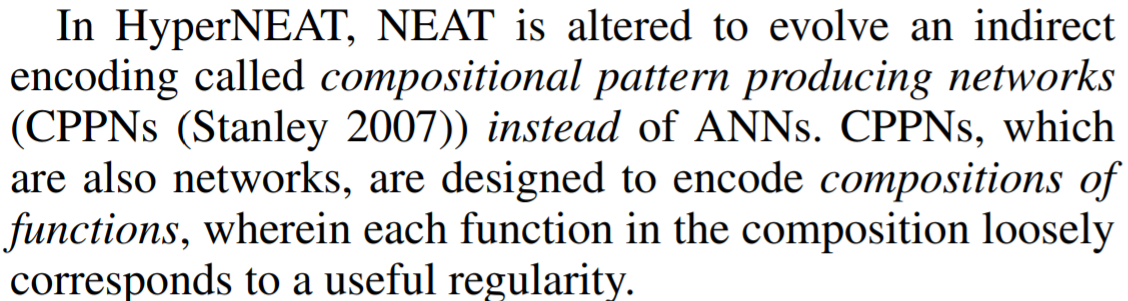 In HyperNEAT, NEAT is altered to evolve an indirect
encoding called compositional pattern producing networks
(CPPNs (Stanley 2007)) instead of ANNs. CPPNs, which
are also networks, are designed to encode compositions of
functions, wherein each function in the composition loosely
corresponds to a useful regularity.